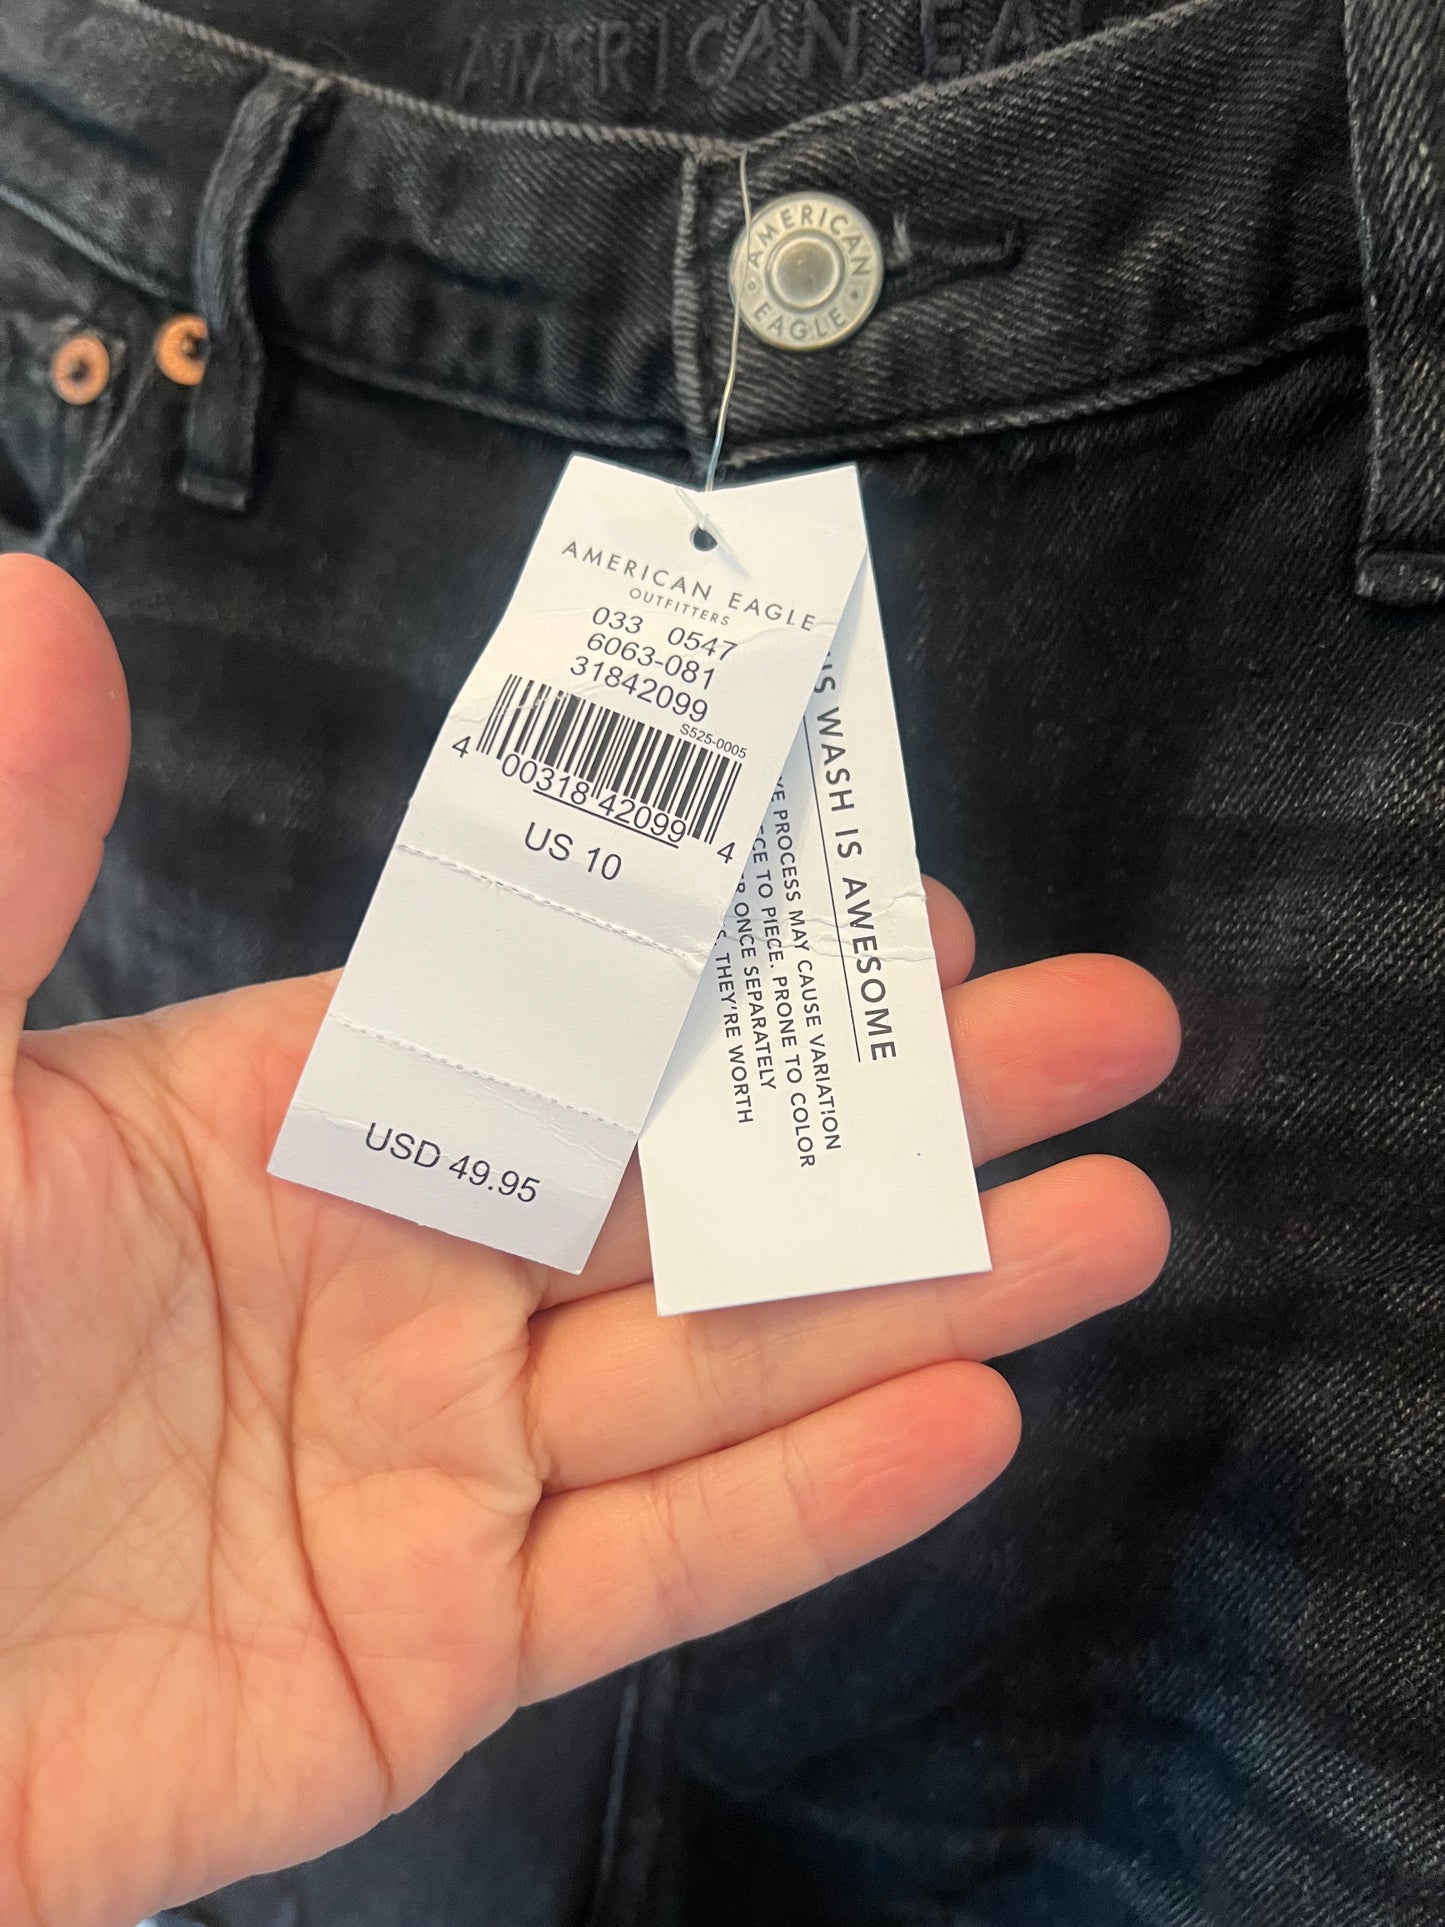 AMERICAN
AMERICAN
EAGLE
AMERICAN EAGLE
OUTFITTERS
033 0547
6063-081
31842099
S525-0005
4 00318 42099 4
US 10
USD 49.95
WASH IS AWESOME
PROCESS MAY CAUSE VARIATION
TO PIECE. PRONE TO COLOR
ONCE SEPARATELY
THEY'RE WORTH